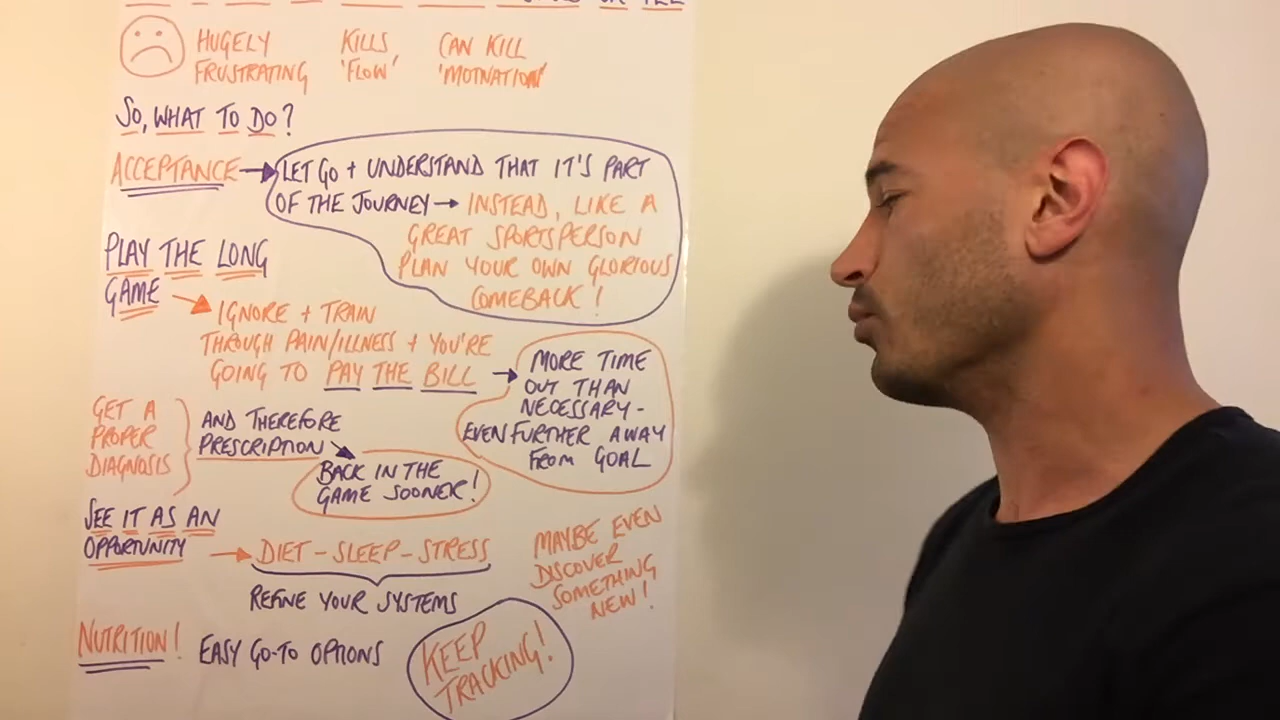 HUGELY FRUSTRATING
KILLS 'FLOW'
CAN KILL 'MOTNATION'
SO, WHAT TO DO?
ACCEPTANCE → LET GO + UNDERSTAND THAT IT'S PART
OF THE JOURNEY → INSTEAD, LIKE A
GREAT SPORTSPERSON
PLAN YOUR OWN GLORIOUS
COMEBACK!
PLAY THE LONG
GAME → IGNORE + TRAIN
THROUGH PAIN/ILLNESS + YOU'RE
GOING TO PAY THE BILL →
MORE TIME
OUT THAN
NECESSARY -
EVEN FURTHER AWAY
FROM GOAL
GET A
PROPER
DIAGNOSIS
AND THEREFORE
PRESCRIPTION
BACK IN THE
GAME SOONER!
SEE IT AS AN
OPPORTUNITY → DIET - SLEEP - STRESS
REFINE YOUR SYSTEMS
MAYBE EVEN
DISCOVER
SOMETHING
NEW!
NUTRITION! EASY GO-TO OPTIONS
KEEP
TRACKING!